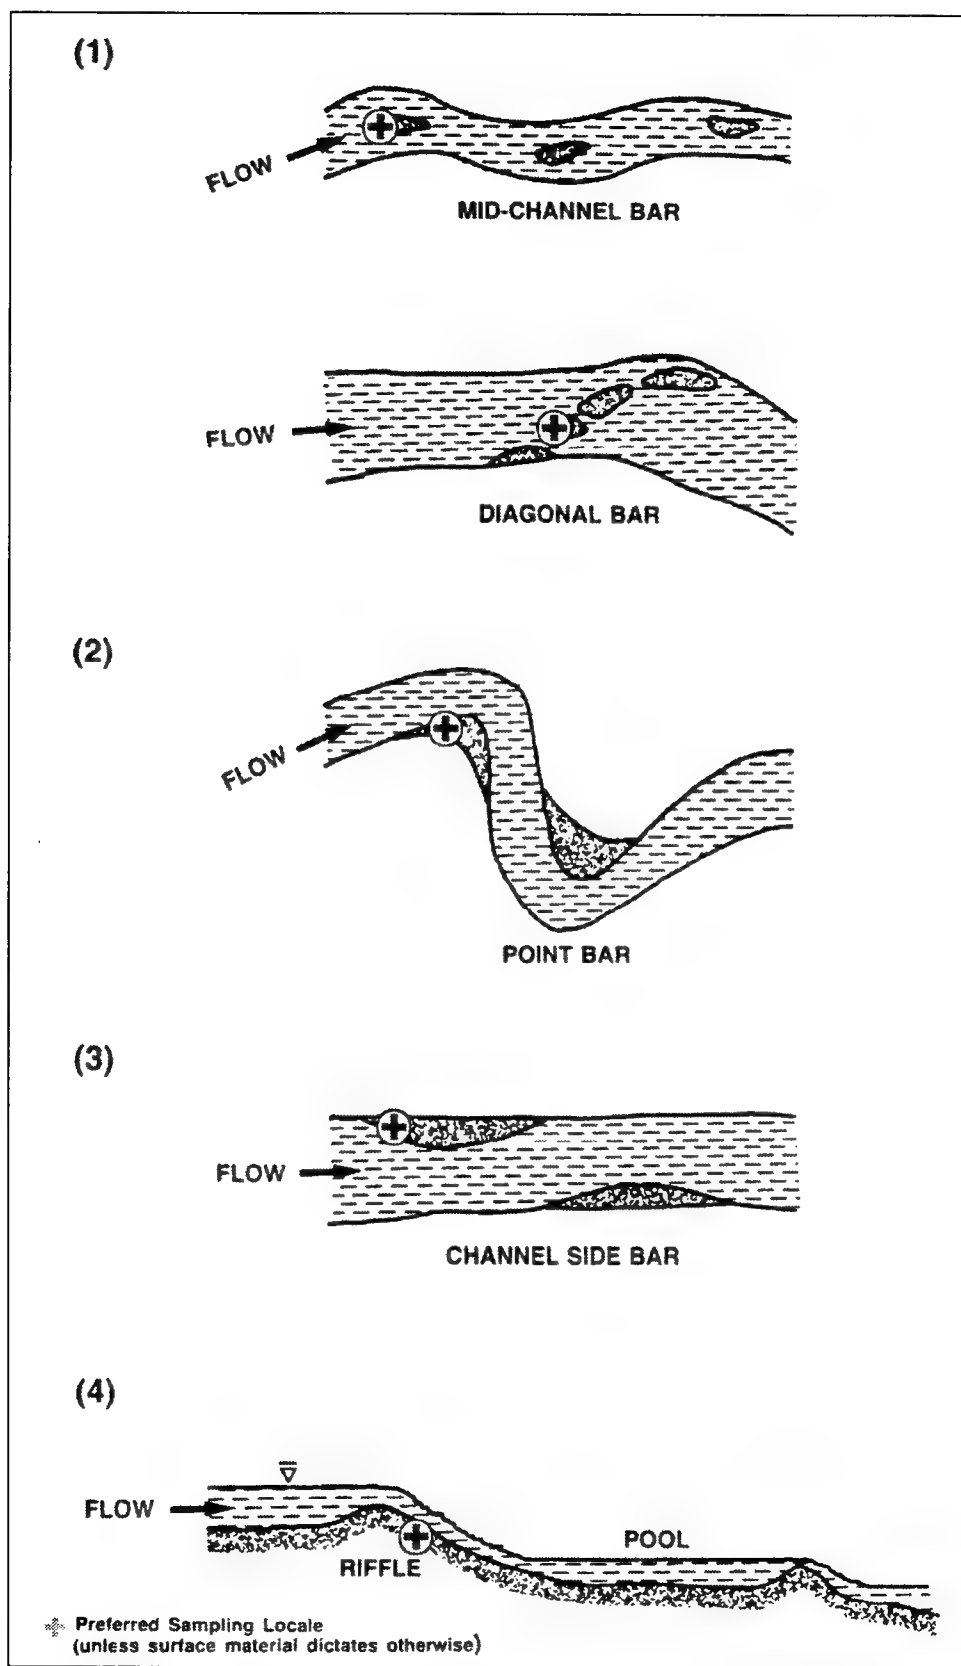 (1)
FLOW
MID-CHANNEL BAR
FLOW
DIAGONAL BAR
(2)
FLOW
POINT BAR
(3)
FLOW
CHANNEL SIDE BAR
(4)
FLOW
POOL
RIFFLE
Preferred Sampling Locale
(unless surface material dictates otherwise)